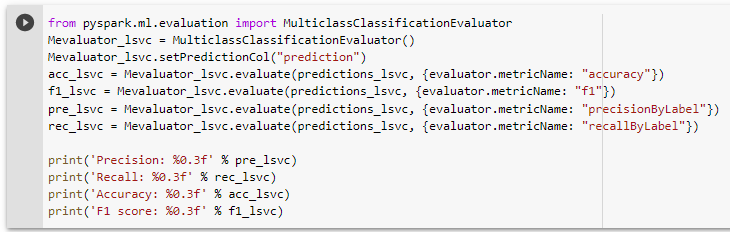 from pyspark.ml.evaluation import MulticlassClassificationEvaluator
Mevaluator_lsvc = MulticlassClassificationEvaluator()
Mevaluator_lsvc.setPredictionCol("prediction")
acc_lsvc = Mevaluator_lsvc.evaluate(predictions_lsvc, {evaluator.metricName: "accuracy"})
f1_lsvc = Mevaluator_lsvc.evaluate(predictions_lsvc, {evaluator.metricName: "f1"})
pre_lsvc = Mevaluator_lsvc.evaluate(predictions_lsvc, {evaluator.metricName: "precisionByLabel"})
rec_lsvc = Mevaluator_lsvc.evaluate(predictions_lsvc, {evaluator.metricName: "recallByLabel"})
print('Precision: %0.3f' % pre_lsvc)
print('Recall: %0.3f' % rec_lsvc)
print('Accuracy: %0.3f' % acc_lsvc)
print('F1 score: %0.3f' % f1_lsvc)